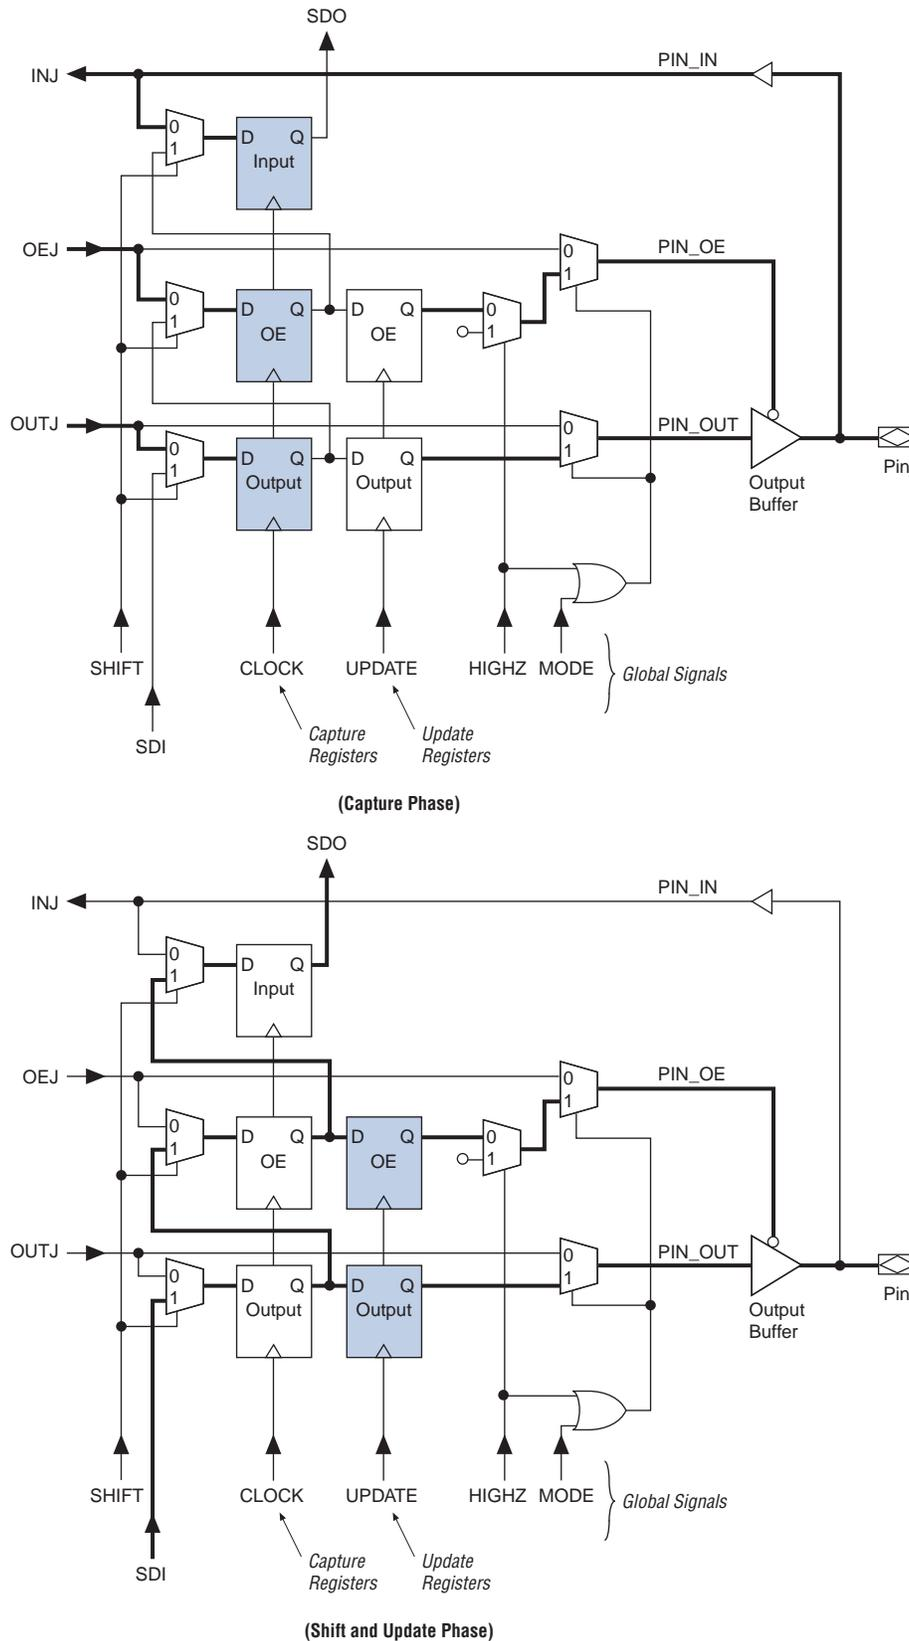 SDO
INJ
PIN_IN
0
1
D Q
Input
OEJ
0
1
PIN_OE
0
1
D Q
OE
D Q
OE
0
1
OUTJ
0
1
PIN_OUT
0
1
D Q
Output
D Q
Output
Pin
Output
Buffer
SHIFT
CLOCK
UPDATE
HIGHZ
MODE
Global Signals
SDI
Capture
Registers
Update
Registers
(Capture Phase)
SDO
INJ
PIN_IN
0
1
D Q
Input
OEJ
0
1
PIN_OE
0
1
D Q
OE
D Q
OE
0
1
OUTJ
0
1
PIN_OUT
0
1
D Q
Output
D Q
Output
Pin
Output
Buffer
SHIFT
CLOCK
UPDATE
HIGHZ
MODE
Global Signals
SDI
Capture
Registers
Update
Registers
(Shift and Update Phase)